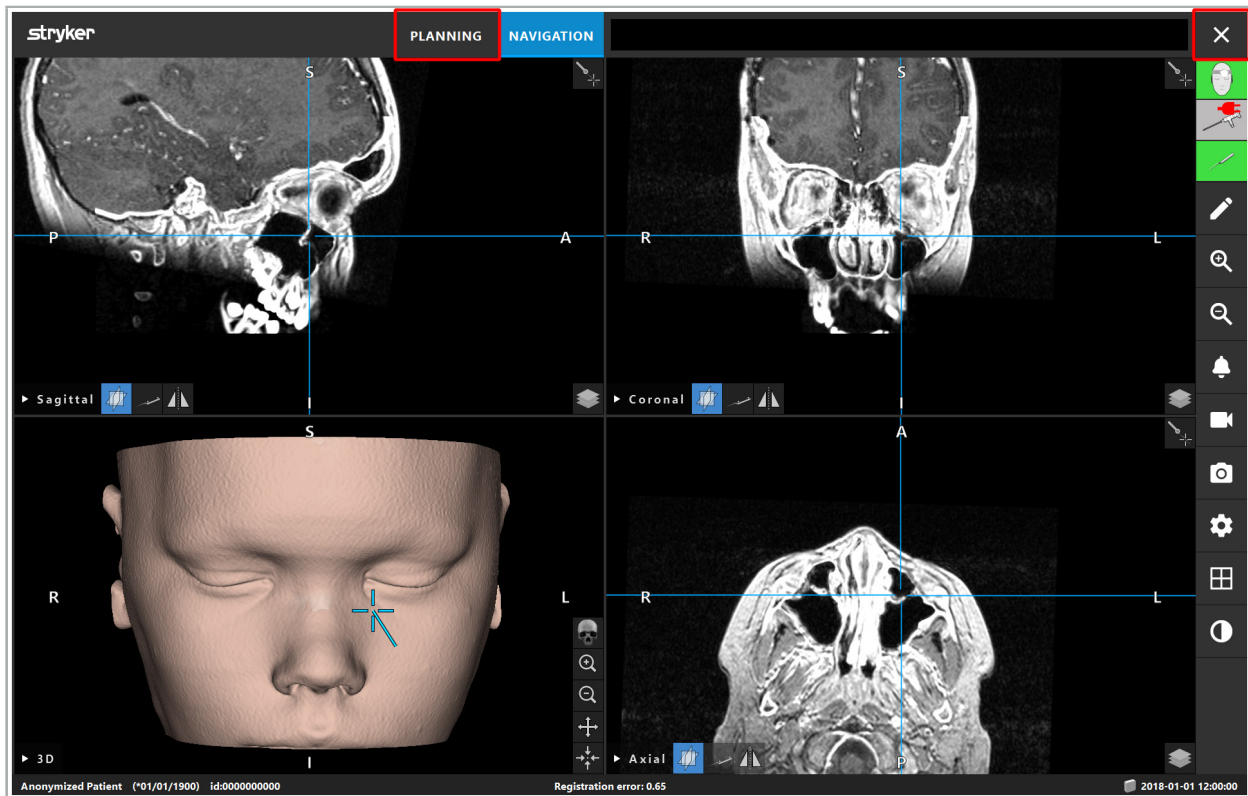 stryker
PLANNING NAVIGATION
S
P A
I
Sagittal
S
R L
I
Coronal
S
R L
I
3D
A
R L
P
Axial
Anonymized Patient (*01/01/1900) id:0000000000 Registration error: 0.65 2018-01-01 12:00:00